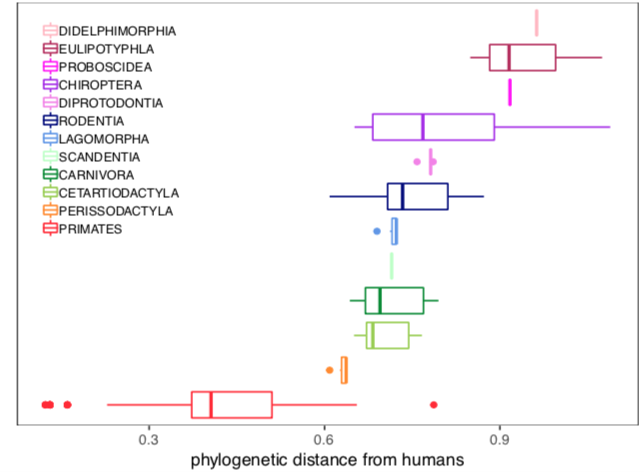 DIDELPHIMORPHIA
EULIPOTYPHLA
PROBOSCIDEA
CHIROPTERA
DIPROTODONTIA
RODENTIA
LAGOMORPHA
SCANDENTIA
CARNIVORA
CETARTIODACTYLA
PERISSODACTYLA
PRIMATES
0.3 0.6 0.9
phylogenetic distance from humans